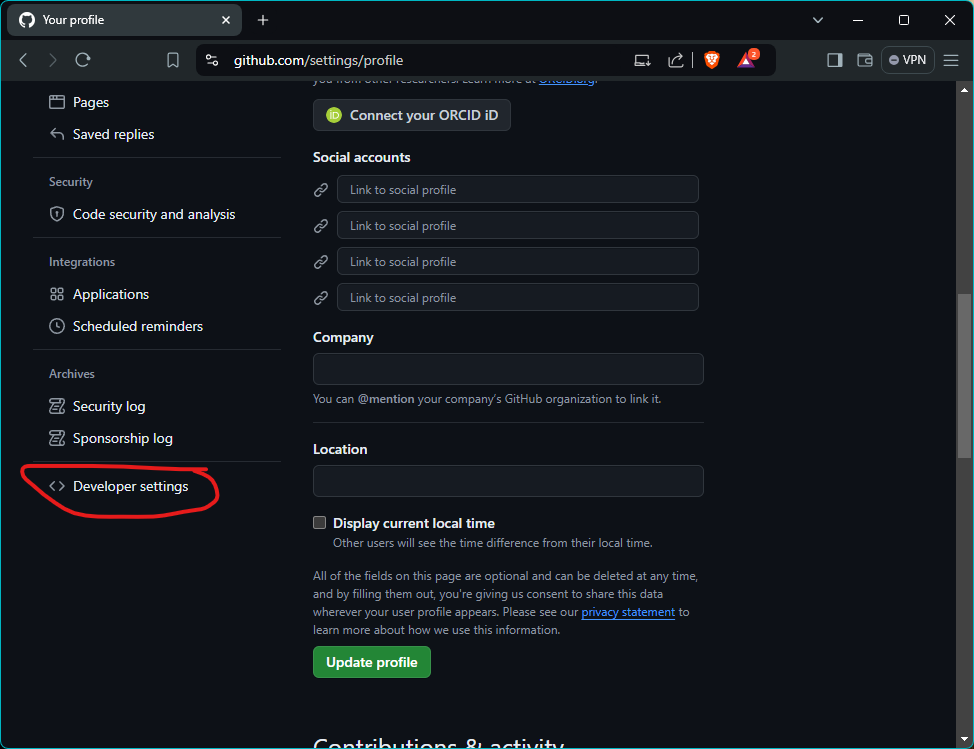 Your profile
github.com/settings/profile
2
VPN
Pages
Saved replies
Security
Code security and analysis
Integrations
Applications
Scheduled reminders
Archives
Security log
Sponsorship log
Developer settings
you from other researchers. Learn more at ORCID.org.
iD Connect your ORCID iD
Social accounts
Link to social profile
Link to social profile
Link to social profile
Link to social profile
Company
You can @mention your company's GitHub organization to link it.
Location
Display current local time
Other users will see the time difference from their local time.
All of the fields on this page are optional and can be deleted at any time,
and by filling them out, you're giving us consent to share this data
wherever your user profile appears. Please see our privacy statement to
learn more about how we use this information.
Update profile
Contributions & activity